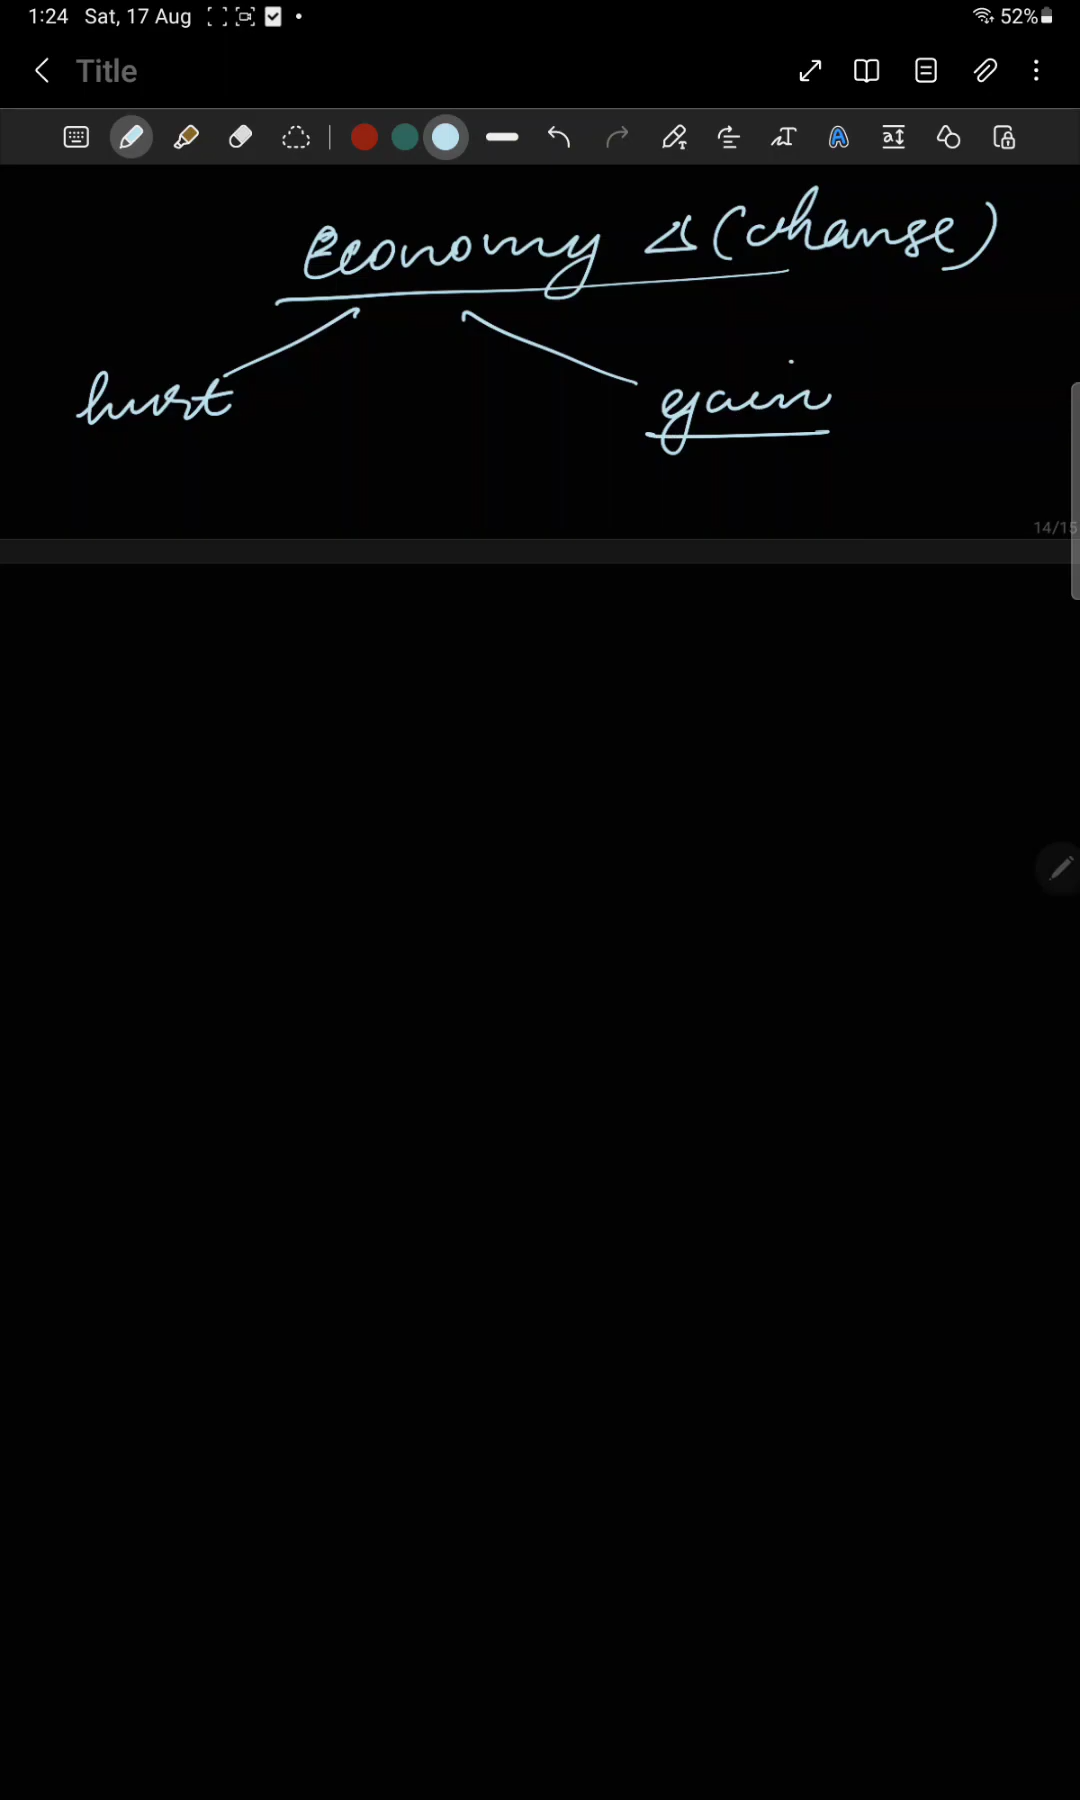 1:24 Sat, 17 Aug 52%
Title
Economy Δ (change)
hurt gain
14/15